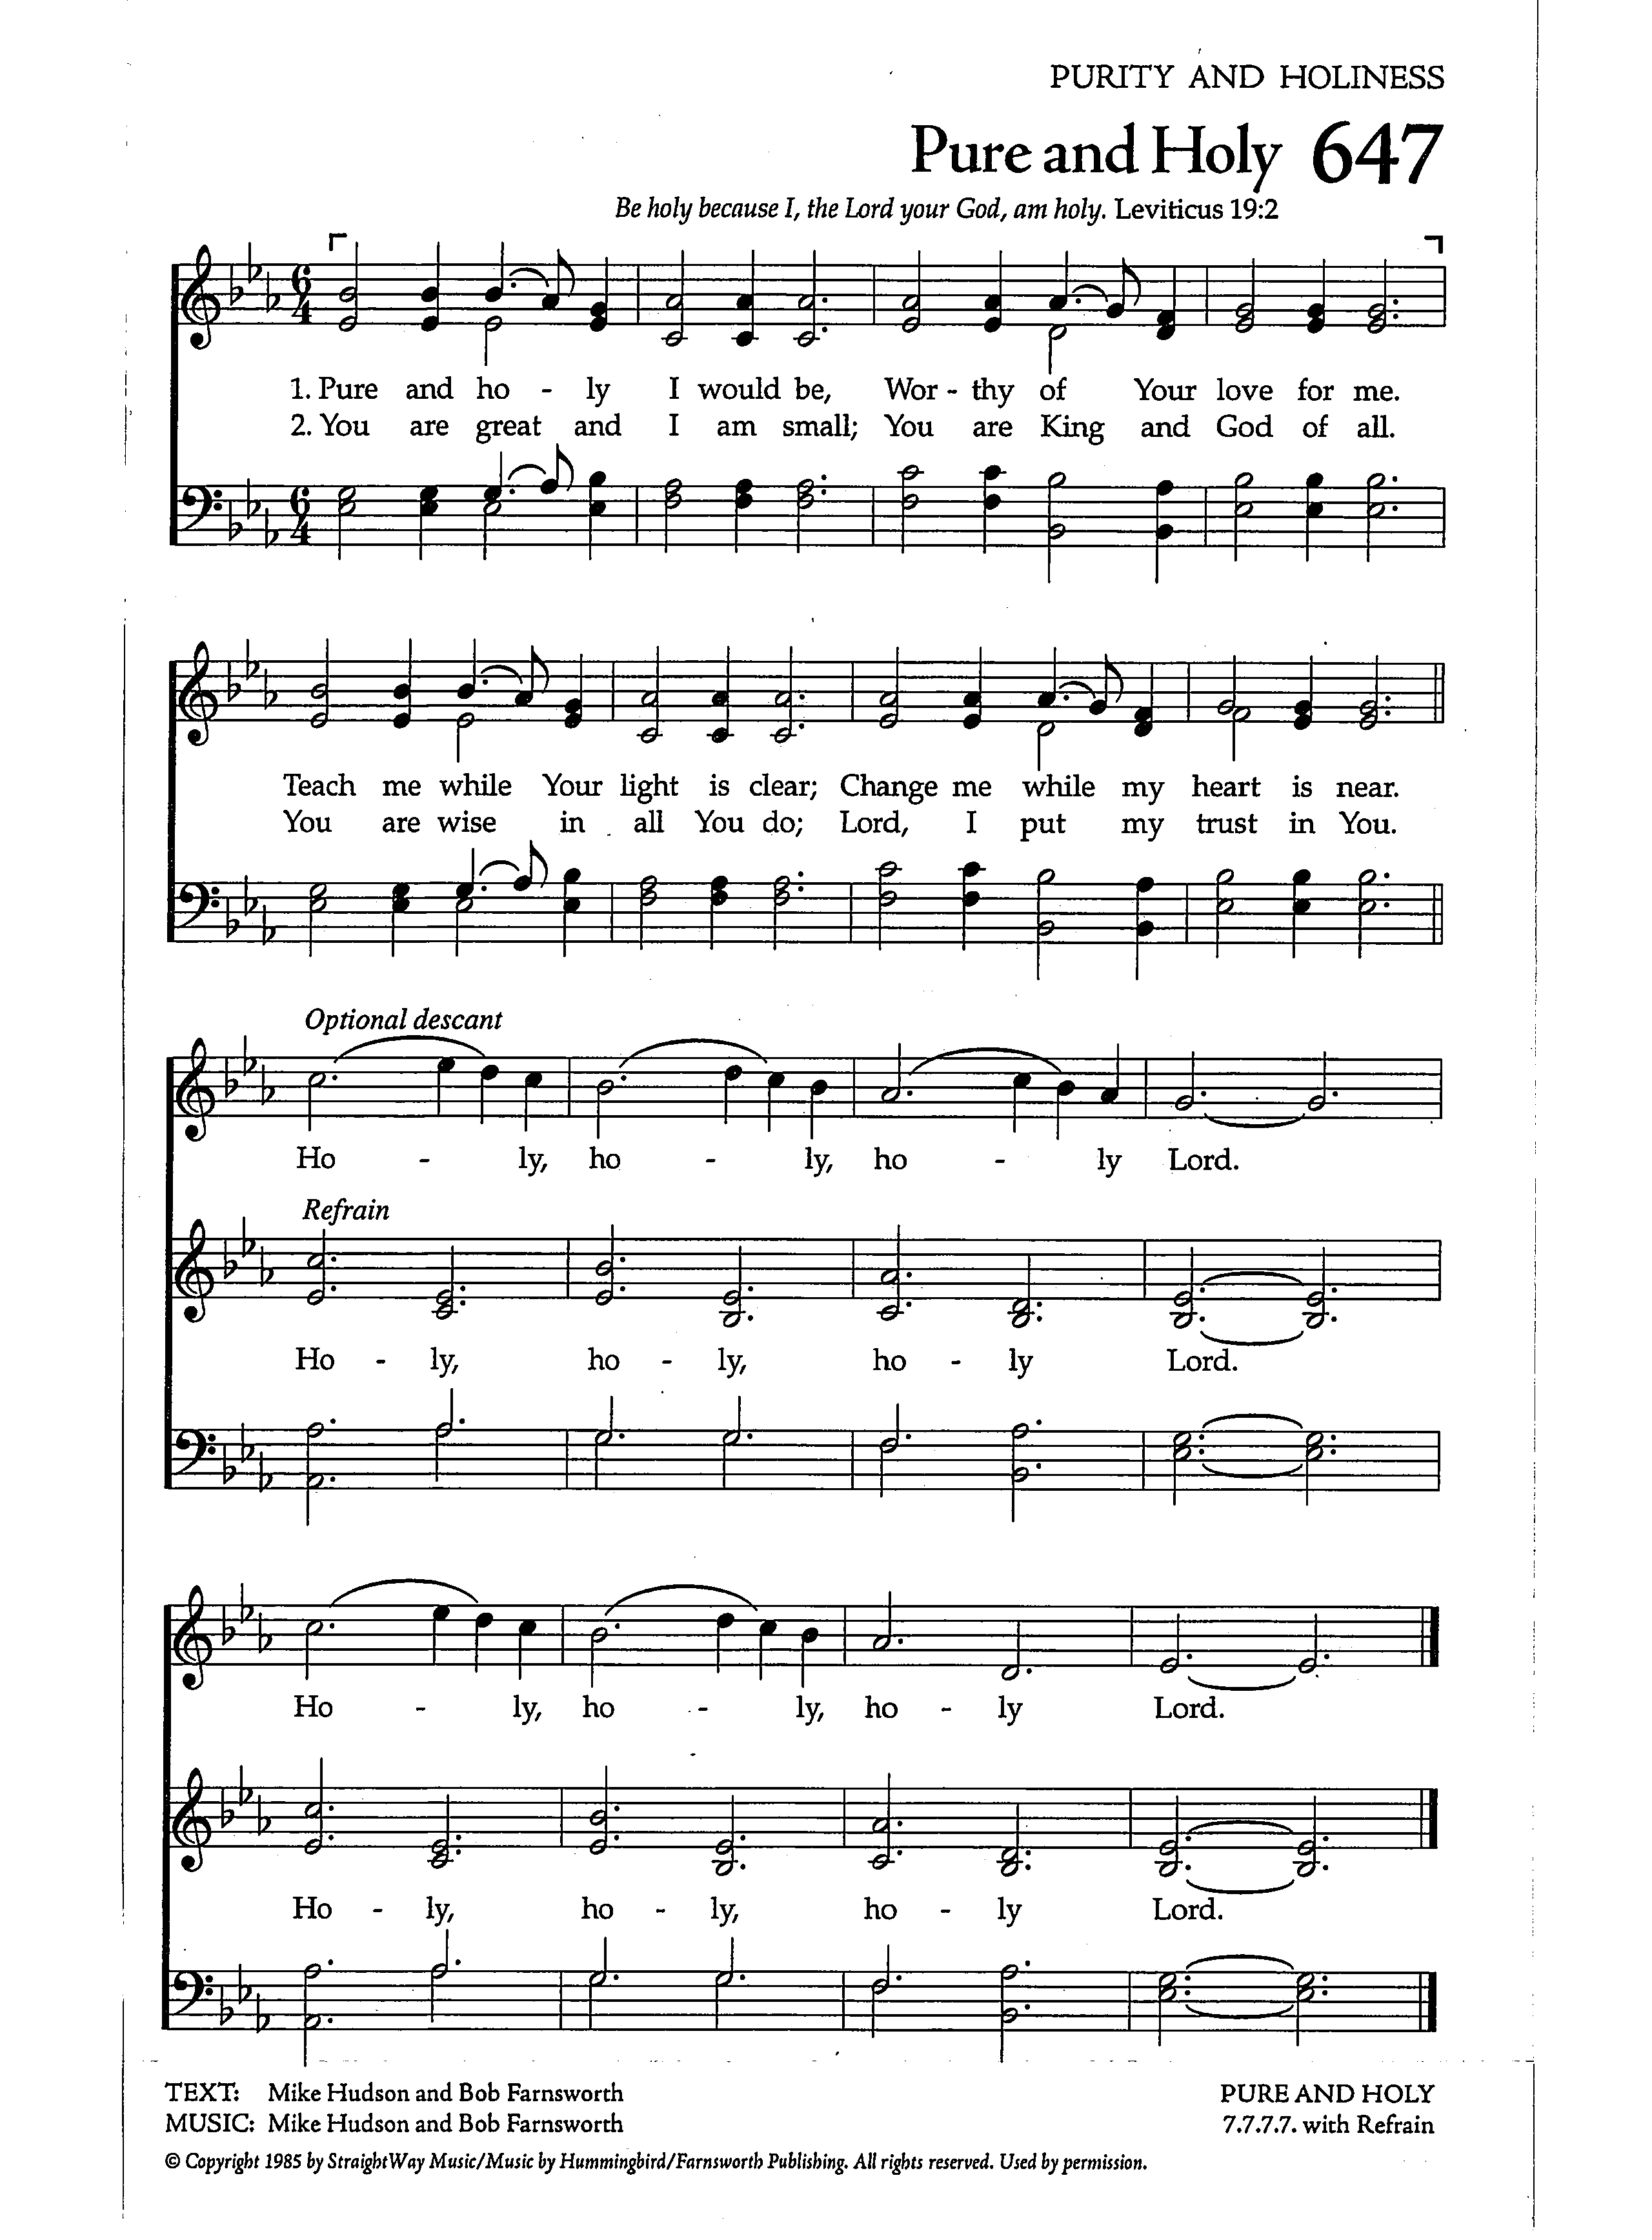 PURITY AND HOLINESS
Pure and Holy 647
Be holy because I, the Lord your God, am holy. Leviticus 19:2
1. Pure and ho - ly I would be, Wor - thy of Your love for me.
2. You are great and I am small; You are King and God of all.
Teach me while Your light is clear; Change me while my heart is near.
You are wise in all You do; Lord, I put my trust in You.
Optional descant
Ho - ly, ho - ly, ho - ly Lord.
Refrain
Ho - ly, ho - ly, ho - ly Lord.
Ho - ly, ho - ly, ho - ly Lord.
Ho - ly, ho - ly, ho - ly Lord.
TEXT: Mike Hudson and Bob Farnsworth
MUSIC: Mike Hudson and Bob Farnsworth
PURE AND HOLY
7.7.7.7. with Refrain
© Copyright 1985 by StraightWay Music/Music by Hummingbird/Farnsworth Publishing. All rights reserved. Used by permission.